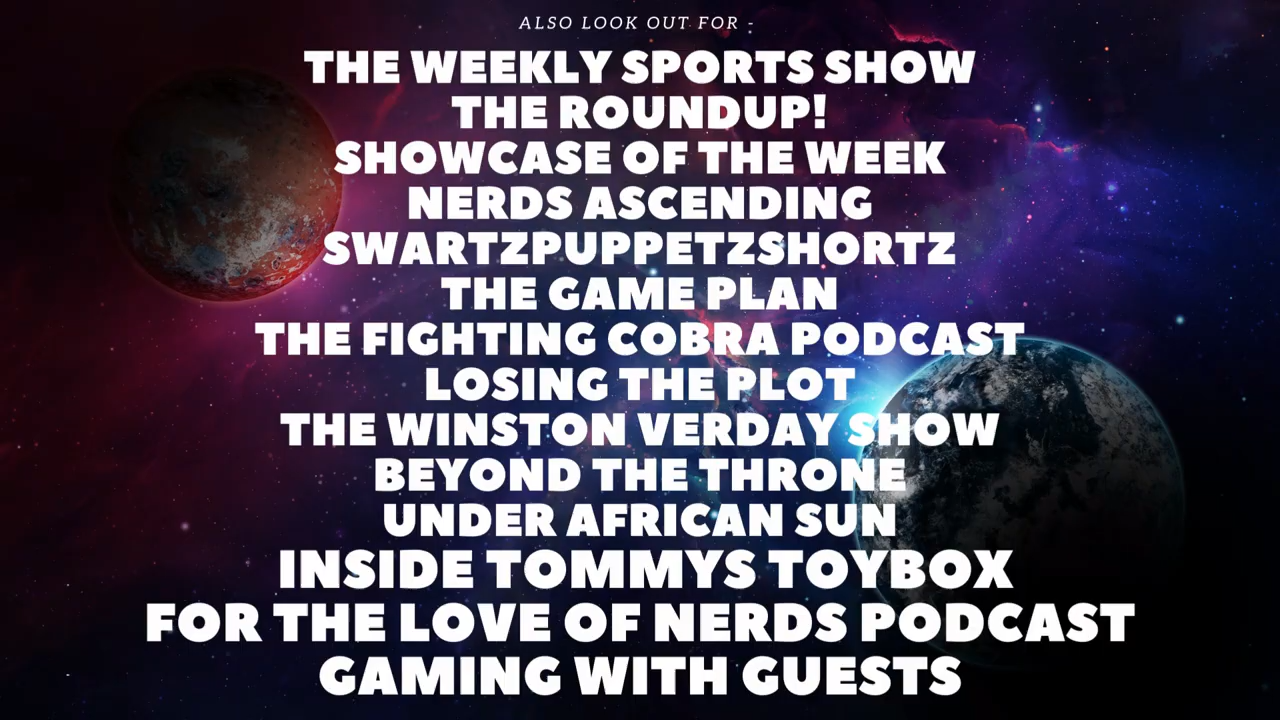 ALSO LOOK OUT FOR -
THE WEEKLY SPORTS SHOW
THE ROUNDUP!
SHOWCASE OF THE WEEK
NERDS ASCENDING
SWARTZPUPPETZSHORTZ
THE GAME PLAN
THE FIGHTING COBRA PODCAST
LOSING THE PLOT
THE WINSTON VERDAY SHOW
BEYOND THE THRONE
UNDER AFRICAN SUN
INSIDE TOMMYS TOYBOX
FOR THE LOVE OF NERDS PODCAST
GAMING WITH GUESTS